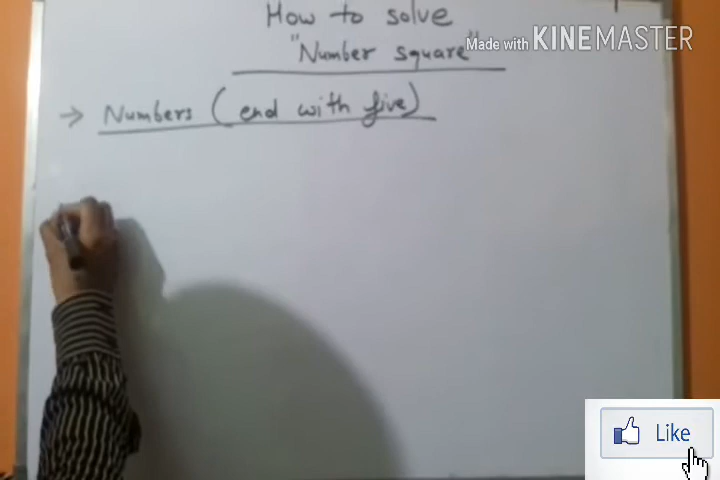 How to solve
"Number square"
Made with KINEMASTER
→ Numbers (end with five)
Like